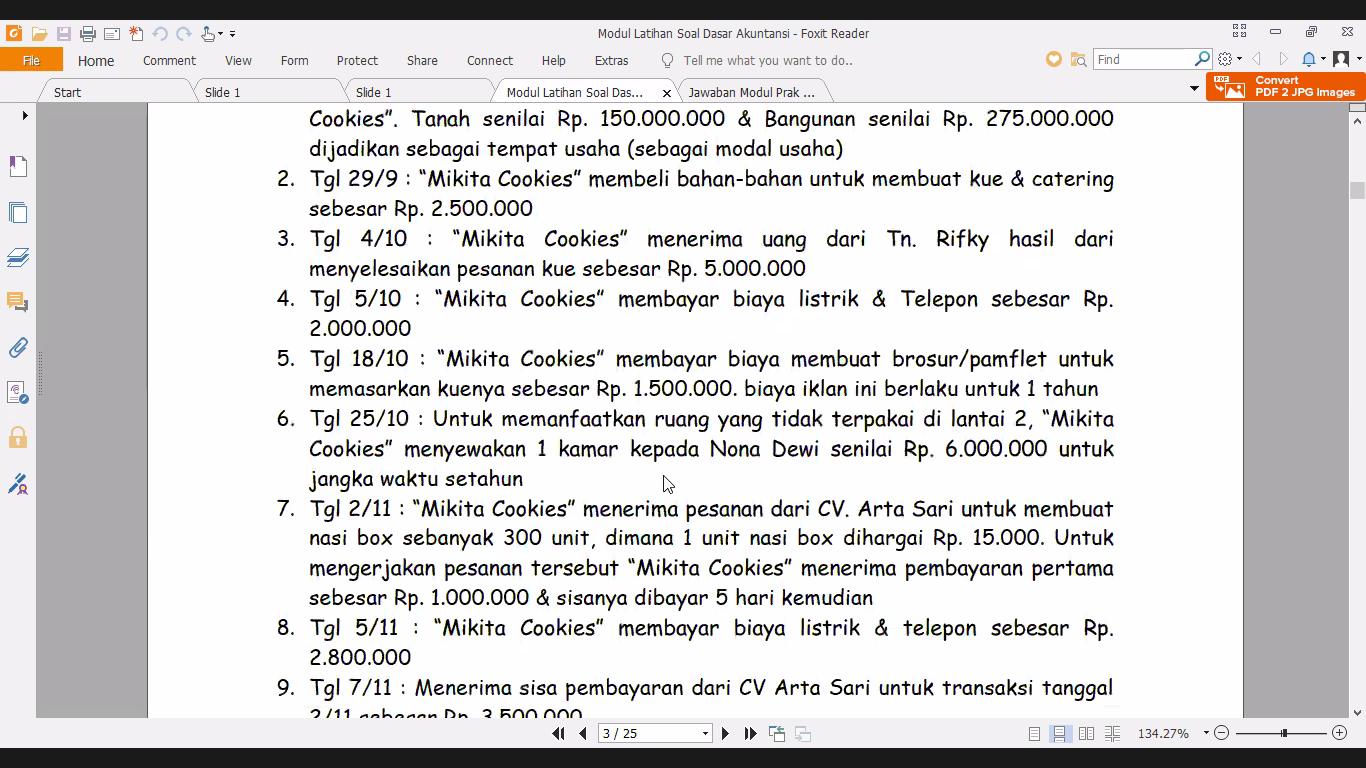 Modul Latihan Soal Dasar Akuntansi - Foxit Reader
File Home Comment View Form Protect Share Connect Help Extras Tell me what you want to do.. Find
Start Slide 1 Slide 1 Modul Latihan Soal Das... Jawaban Modul Prak ...
Convert
PDF 2 JPG Images
Cookies”. Tanah senilai Rp. 150.000.000 & Bangunan senilai Rp. 275.000.000
dijadikan sebagai tempat usaha (sebagai modal usaha)
2. Tgl 29/9 : “Mikita Cookies” membeli bahan-bahan untuk membuat kue & catering
sebesar Rp. 2.500.000
3. Tgl 4/10 : “Mikita Cookies” menerima uang dari Tn. Rifky hasil dari
menyelesaikan pesanan kue sebesar Rp. 5.000.000
4. Tgl 5/10 : “Mikita Cookies” membayar biaya listrik & Telepon sebesar Rp.
2.000.000
5. Tgl 18/10 : “Mikita Cookies” membayar biaya membuat brosur/pamflet untuk
memasarkan kuenya sebesar Rp. 1.500.000. biaya iklan ini berlaku untuk 1 tahun
6. Tgl 25/10 : Untuk memanfaatkan ruang yang tidak terpakai di lantai 2, “Mikita
Cookies” menyewakan 1 kamar kepada Nona Dewi senilai Rp. 6.000.000 untuk
jangka waktu setahun
7. Tgl 2/11 : “Mikita Cookies” menerima pesanan dari CV. Arta Sari untuk membuat
nasi box sebanyak 300 unit, dimana 1 unit nasi box dihargai Rp. 15.000. Untuk
mengerjakan pesanan tersebut “Mikita Cookies” menerima pembayaran pertama
sebesar Rp. 1.000.000 & sisanya dibayar 5 hari kemudian
8. Tgl 5/11 : “Mikita Cookies” membayar biaya listrik & telepon sebesar Rp.
2.800.000
9. Tgl 7/11 : Menerima sisa pembayaran dari CV Arta Sari untuk transaksi tanggal
2/11 sebesar Rp. 3.500.000
3 / 25 134.27%